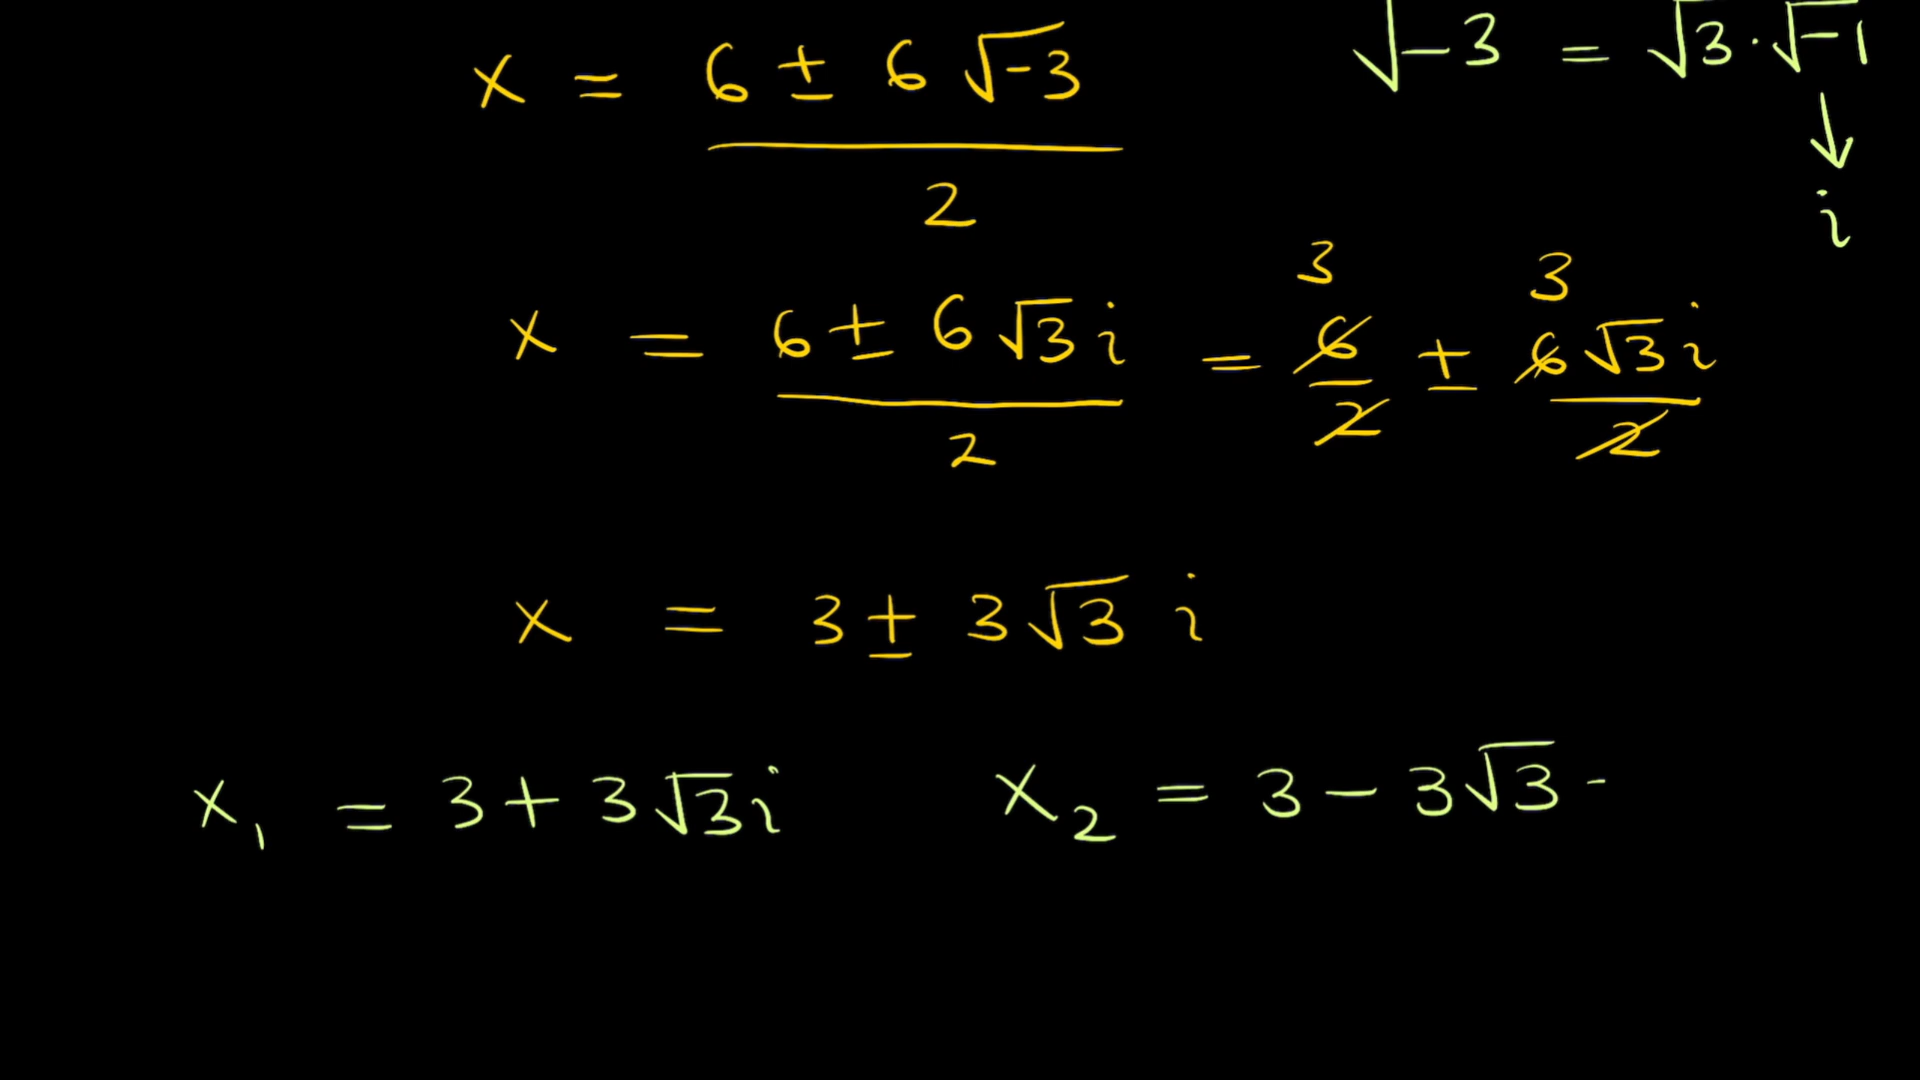 x = (6 ± 6√-3)/2
√-3 = √3 · √-1
↓
i
x = (6 ± 6√3 i)/2 = 6/2 ± 6√3 i/2
3 3
x = 3 ± 3√3 i
x₁ = 3 + 3√3 i
x₂ = 3 - 3√3 -